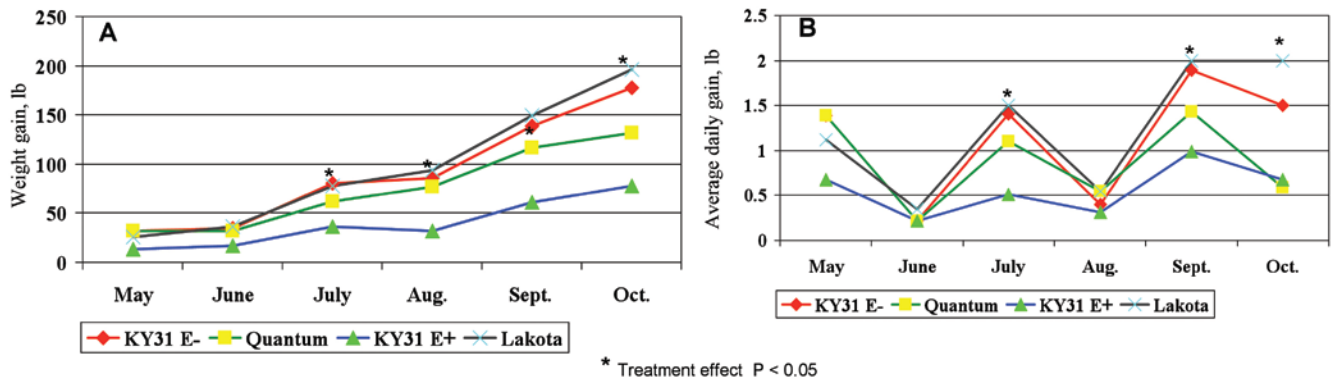 A
Weight gain, lb
250
200
150
100
50
0
* * * * 
May June July Aug. Sept. Oct.
KY31 E- Quantum KY31 E+ Lakota
B
Average daily gain, lb
2.5
2
1.5
1
0.5
0
* * *
May June July Aug. Sept. Oct.
KY31 E- Quantum KY31 E+ Lakota
* Treatment effect P < 0.05